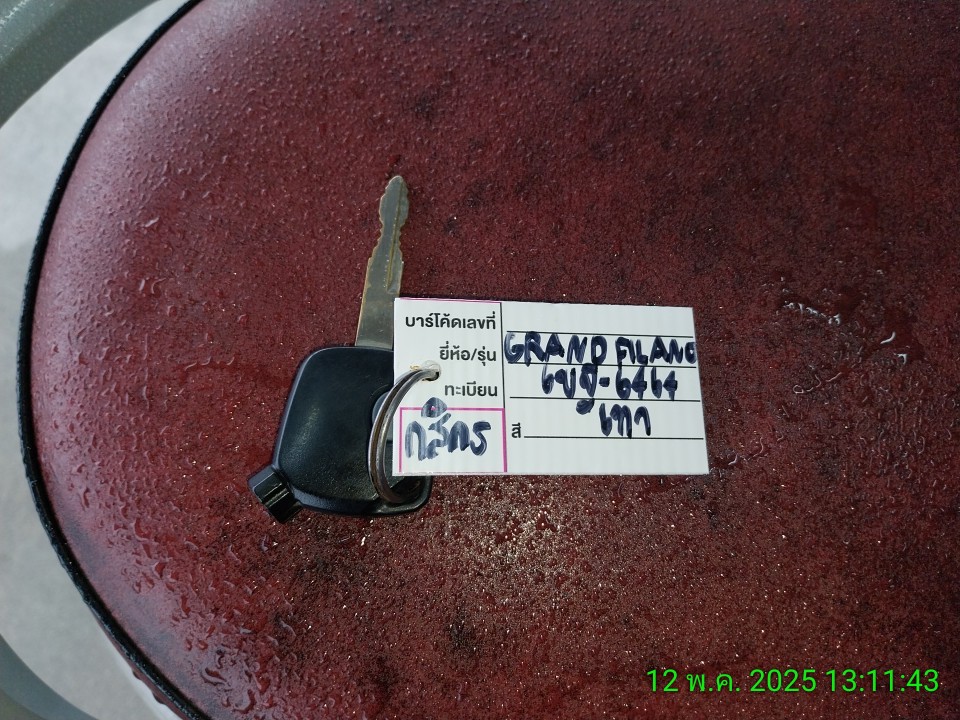 บาร์โค้ดเลขที่
ยี่ห้อ/รุ่น GRAND FILANO
ทะเบียน 1ขฎ-6464
กสิกร สี เทา
12 พ.ค. 2025 13:11:43